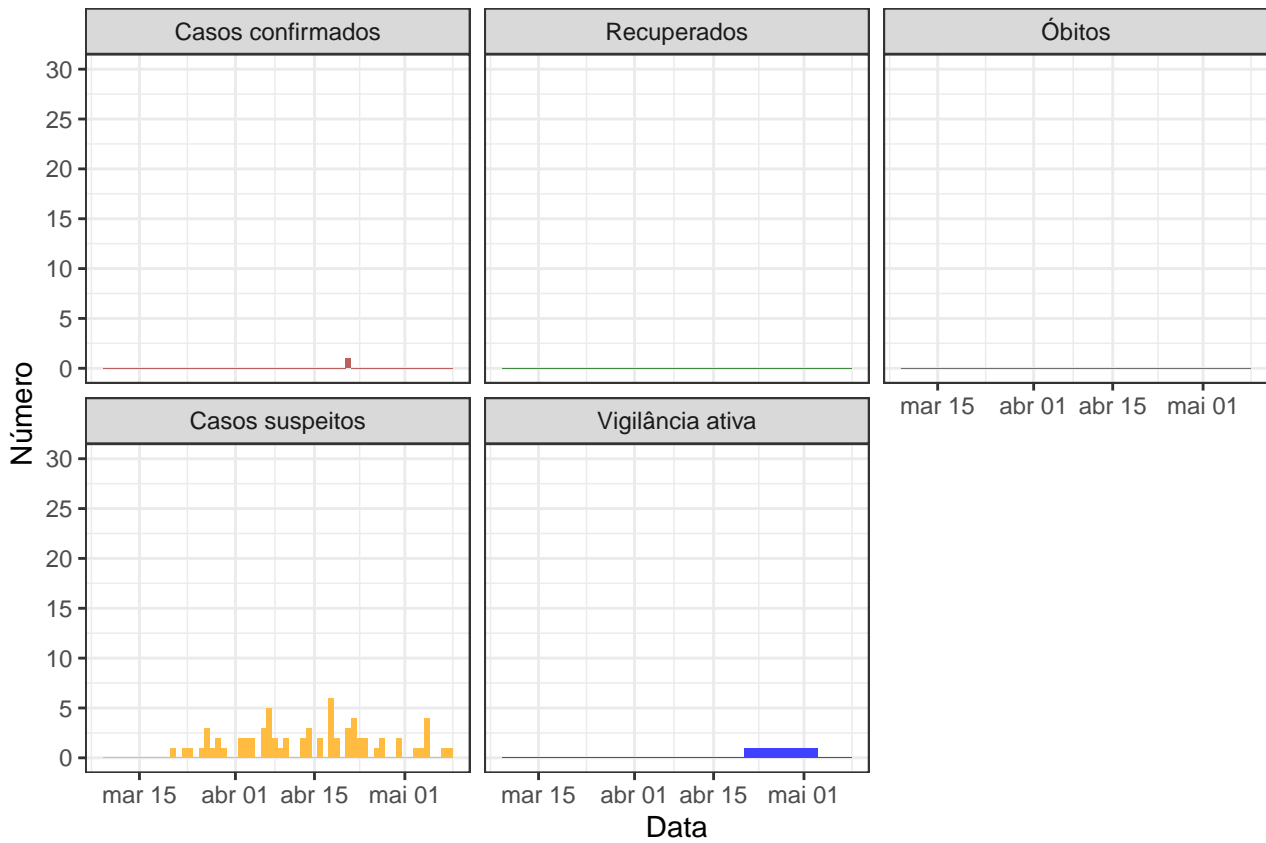 Casos confirmados
Recuperados
Óbitos
30
25
20
15
10
5
0
mar 15 abr 01 abr 15 mai 01
Número
Casos suspeitos
Vigilância ativa
30
25
20
15
10
5
0
mar 15 abr 01 abr 15 mai 01
mar 15 abr 01 abr 15 mai 01
Data